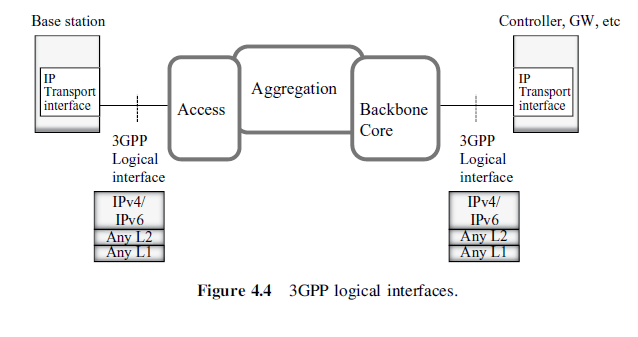 Base station
Controller, GW, etc
IP
Transport
interface
Access
Aggregation
Backbone
Core
IP
Transport
interface
3GPP
Logical
interface
3GPP
Logical
interface
IPv4/
IPv6
Any L2
Any L1
IPv4/
IPv6
Any L2
Any L1
Figure 4.4 3GPP logical interfaces.